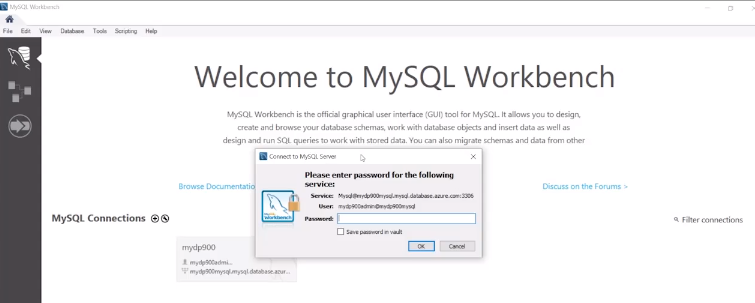 MySQL Workbench
File Edit View Database Tools Scripting Help
Welcome to MySQL Workbench
MySQL Workbench is the official graphical user interface (GUI) tool for MySQL. It allows you to design,
create and browse your database schemas, work with database objects and insert data as well as
design and run SQL queries to work with stored data. You can also migrate schemas and data from other
Connect to MySQL Server
Please enter password for the following
service:
Service: Mysql@mydp900mysql.mysql.database.azure.com:3306
User: mydp900admin@mydp900mysql
Password:
Save password in vault
OK Cancel
MySQL
Workbench
Browse Documentatio
Discuss on the Forums >
MySQL Connections
Filter connections
mydp900
mydp900admi...
mydp900mysql.mysql.database.azur...